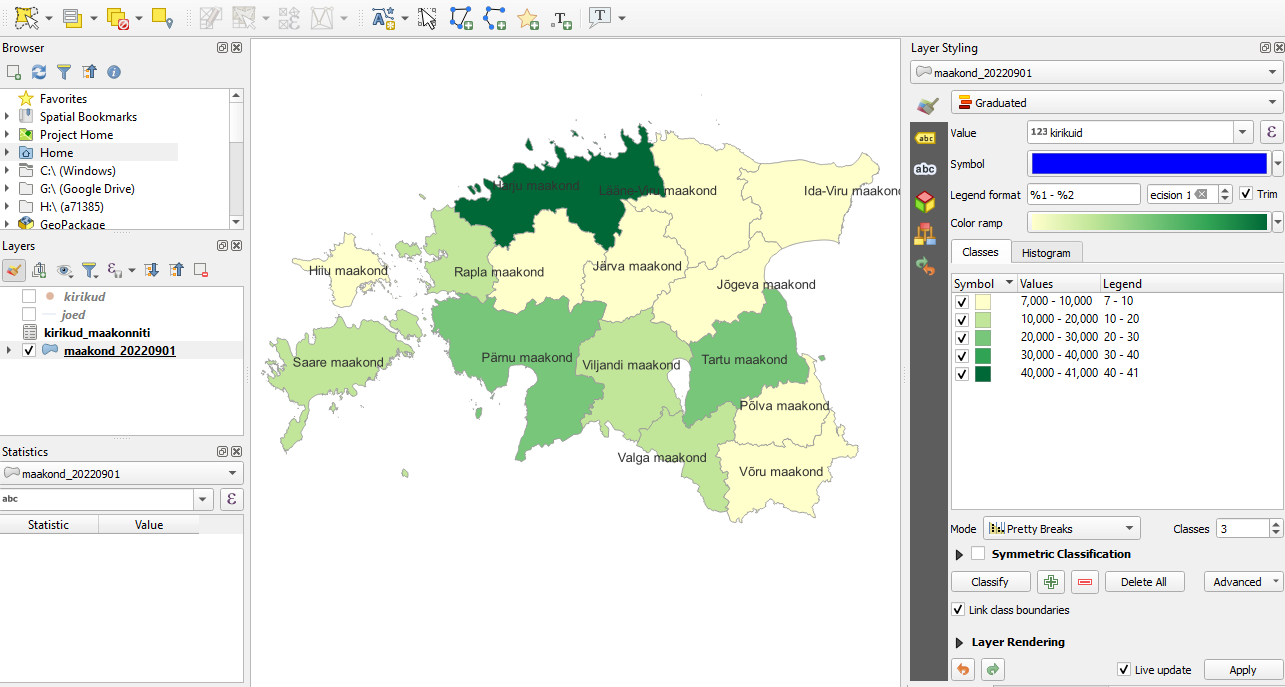 abc
T
T
Browser
Favorites
Spatial Bookmarks
Project Home
Home
C:\ (Windows)
G:\ (Google Drive)
H:\ (a71385)
GeoPackage
Layers
kirikud
joed
kirikud_maakonniti
maakond_20220901
Statistics
maakond_20220901
abc
ε
Statistic Value
Harju maakond
Lääne-Viru maakond
Ida-Viru maakond
Hiiu maakond
Rapla maakond
Järva maakond
Jõgeva maakond
Saare maakond
Pärnu maakond
Viljandi maakond
Tartu maakond
Põlva maakond
Valga maakond
Võru maakond
Layer Styling
maakond_20220901
Graduated
abc
abc
Value 123 kirikuid ε
Symbol
Legend format %1 - %2 ecision 1 Trim
Color ramp
Classes Histogram
Symbol Values Legend
7,000 - 10,000 7 - 10
10,000 - 20,000 10 - 20
20,000 - 30,000 20 - 30
30,000 - 40,000 30 - 40
40,000 - 41,000 40 - 41
Mode Pretty Breaks Classes 3
Symmetric Classification
Classify Delete All Advanced
Link class boundaries
Layer Rendering
Live update Apply